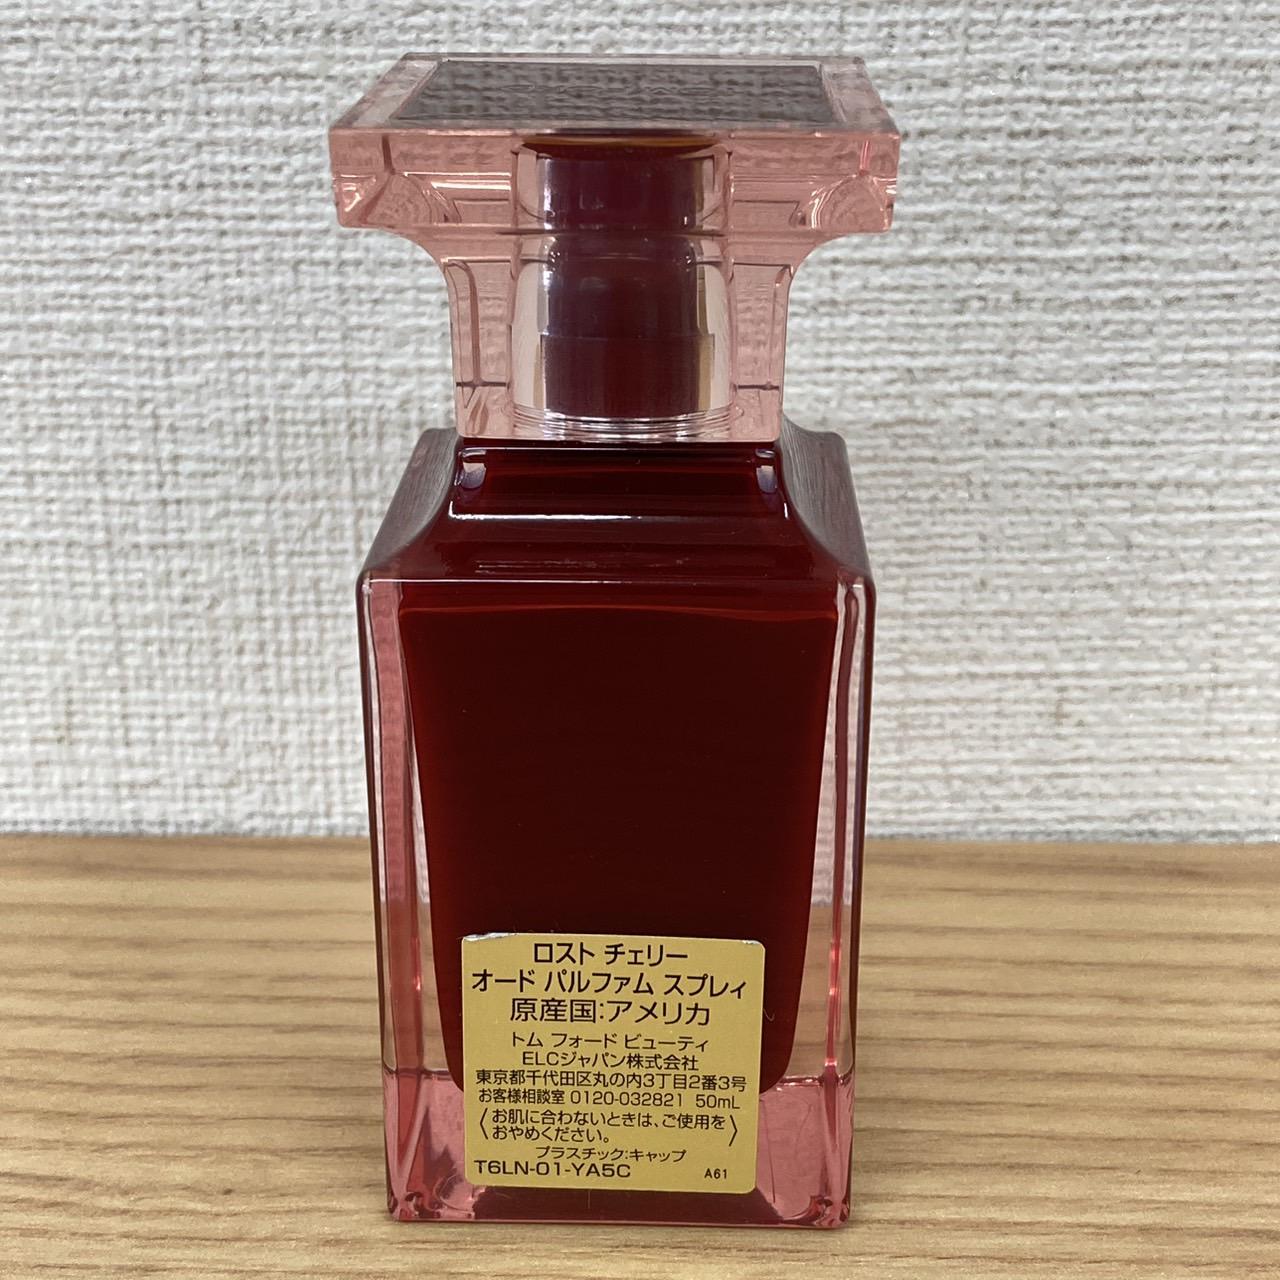 ロスト チェリー
オード パルファム スプレィ
原産国:アメリカ
トム フォード ビューティ
ELCジャパン株式会社
東京都千代田区丸の内3丁目2番3号
お客様相談室 0120-032821 50mL
〈お肌に合わないときは、ご使用を
おやめください。〉
プラスチック:キャップ
T6LN-01-YA5C A61